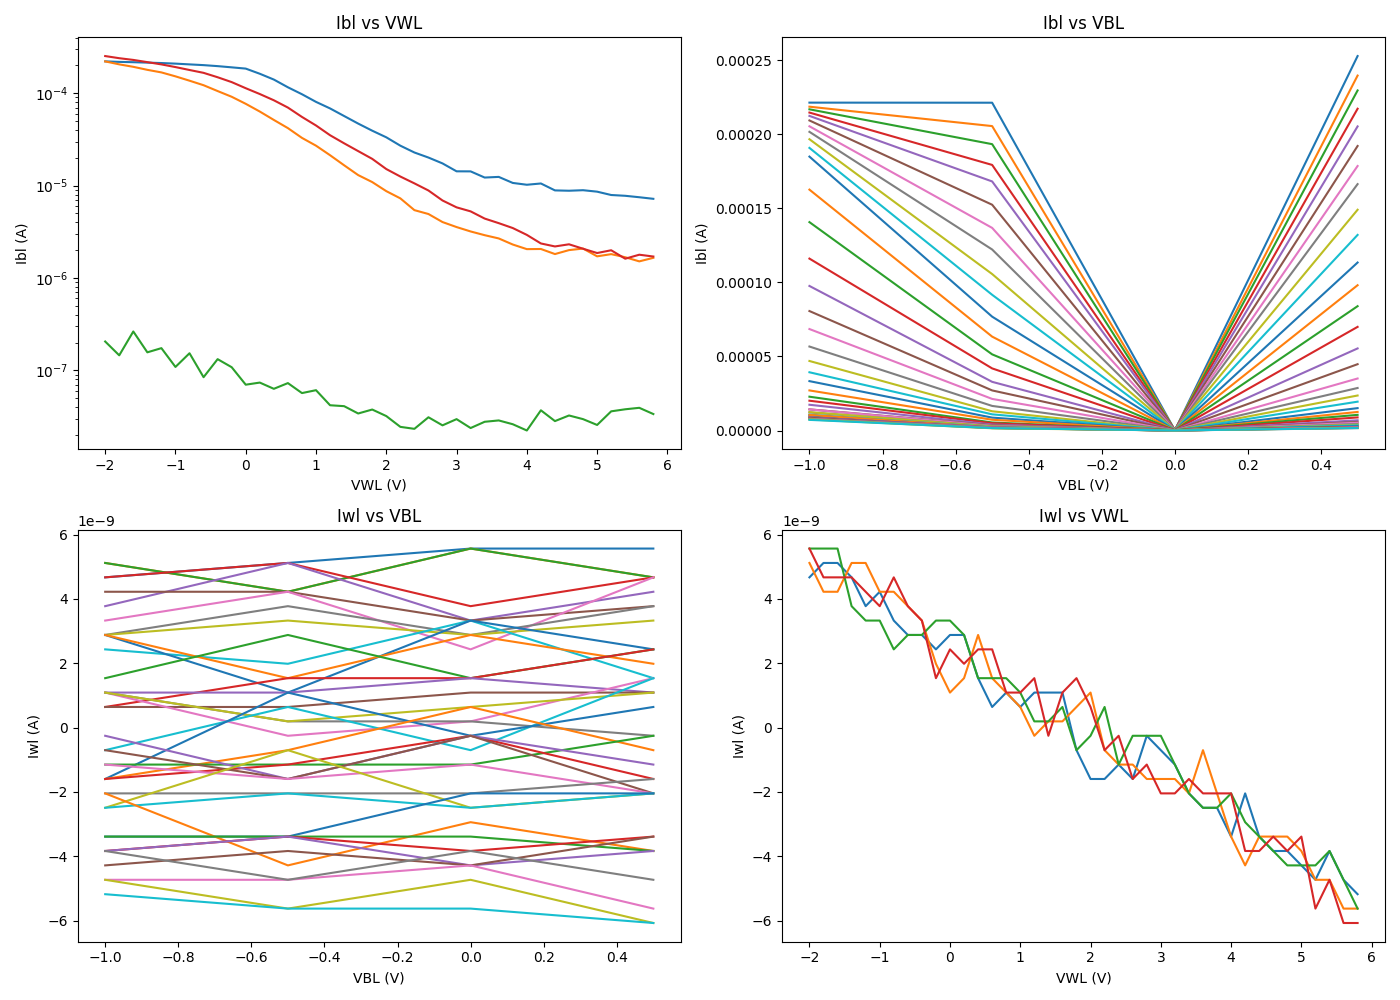 Ibl vs VWL
Ibl (A)
10⁻⁴
10⁻⁵
10⁻⁶
10⁻⁷
−2 −1 0 1 2 3 4 5 6
VWL (V)
Ibl vs VBL
Ibl (A)
0.00025
0.00020
0.00015
0.00010
0.00005
0.00000
−1.0 −0.8 −0.6 −0.4 −0.2 0.0 0.2 0.4
VBL (V)
Iwl vs VBL
1e−9
Iwl (A)
6
4
2
0
−2
−4
−6
−1.0 −0.8 −0.6 −0.4 −0.2 0.0 0.2 0.4
VBL (V)
Iwl vs VWL
1e−9
Iwl (A)
6
4
2
0
−2
−4
−6
−2 −1 0 1 2 3 4 5 6
VWL (V)